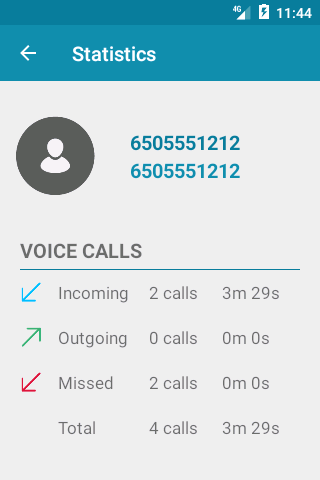 4G 11:44
Statistics
6505551212
6505551212
VOICE CALLS
Incoming 2 calls 3m 29s
Outgoing 0 calls 0m 0s
Missed 2 calls 0m 0s
Total 4 calls 3m 29s